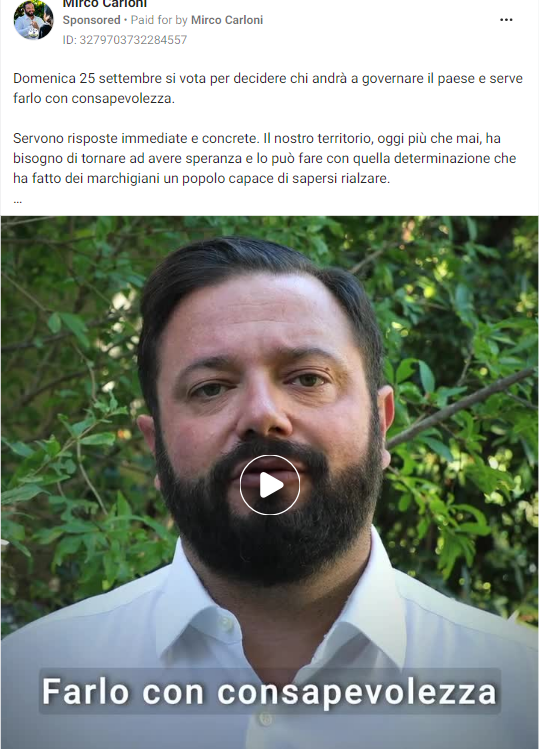 Mirco Carloni
Sponsored • Paid for by Mirco Carloni
ID: 3279703732284557
Domenica 25 settembre si vota per decidere chi andrà a governare il paese e serve
farlo con consapevolezza.
Servono risposte immediate e concrete. Il nostro territorio, oggi più che mai, ha
bisogno di tornare ad avere speranza e lo può fare con quella determinazione che
ha fatto dei marchigiani un popolo capace di sapersi rialzare.
...
Farlo con consapevolezza